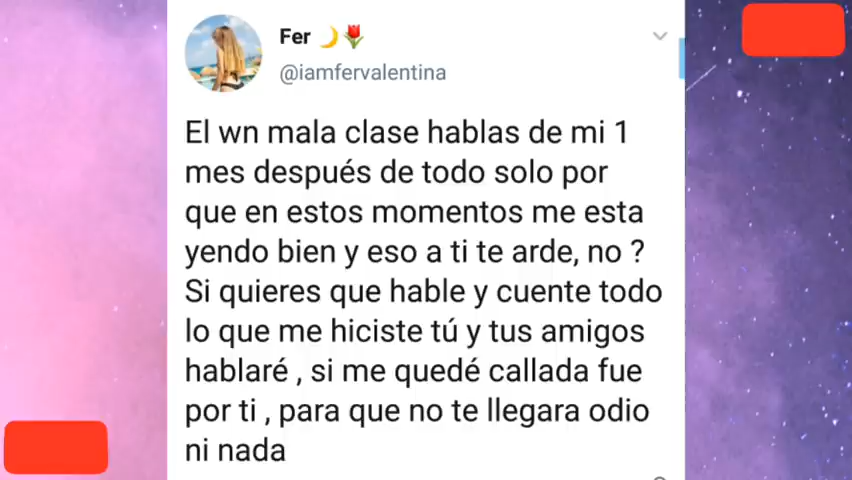 Fer 🌙🌷
@iamfervalentina
El wn mala clase hablas de mi 1
mes después de todo solo por
que en estos momentos me esta
yendo bien y eso a ti te arde, no ?
Si quieres que hable y cuente todo
lo que me hiciste tú y tus amigos
hablaré , si me quedé callada fue
por ti , para que no te llegara odio
ni nada